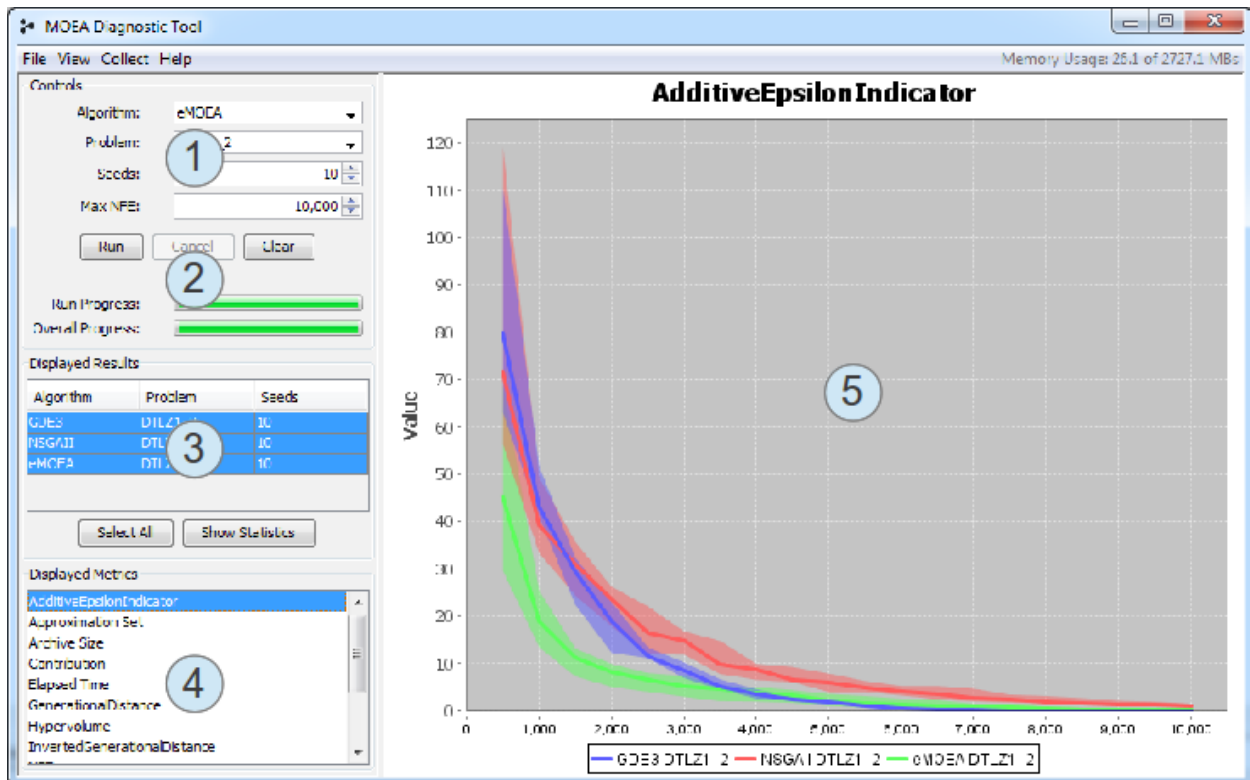 MOEA Diagnostic Tool
File View Collect Help
Memory Usage: 26.1 of 2727.1 MBs
Controls
Algorithm: eMOEA
Problem: _2
Seeds: 10
Max NFE: 10,000
1
Run Cancel Clear
2
Run Progress:
Overall Progress:
Displayed Results
Algorithm Problem Seeds
GDE3 10
NSGAII 10
eMOEA 10
3
Select All Show Statistics
Displayed Metrics
AdditiveEpsilonIndicator
Approximation Set
Archive Size
Contribution
Elapsed Time
GenerationalDistance
Hypervolume
InvertedGenerationalDistance
4
AdditiveEpsilonIndicator
Value
120
110
100
90
80
70
60
50
40
30
20
10
0
5
0 1,000 2,000 3,000 4,000 5,000 6,000 7,000 8,000 9,000 10,000
GDE3 DTLZ1_2 NSGAII DTLZ1_2 eMOEA DTLZ1_2